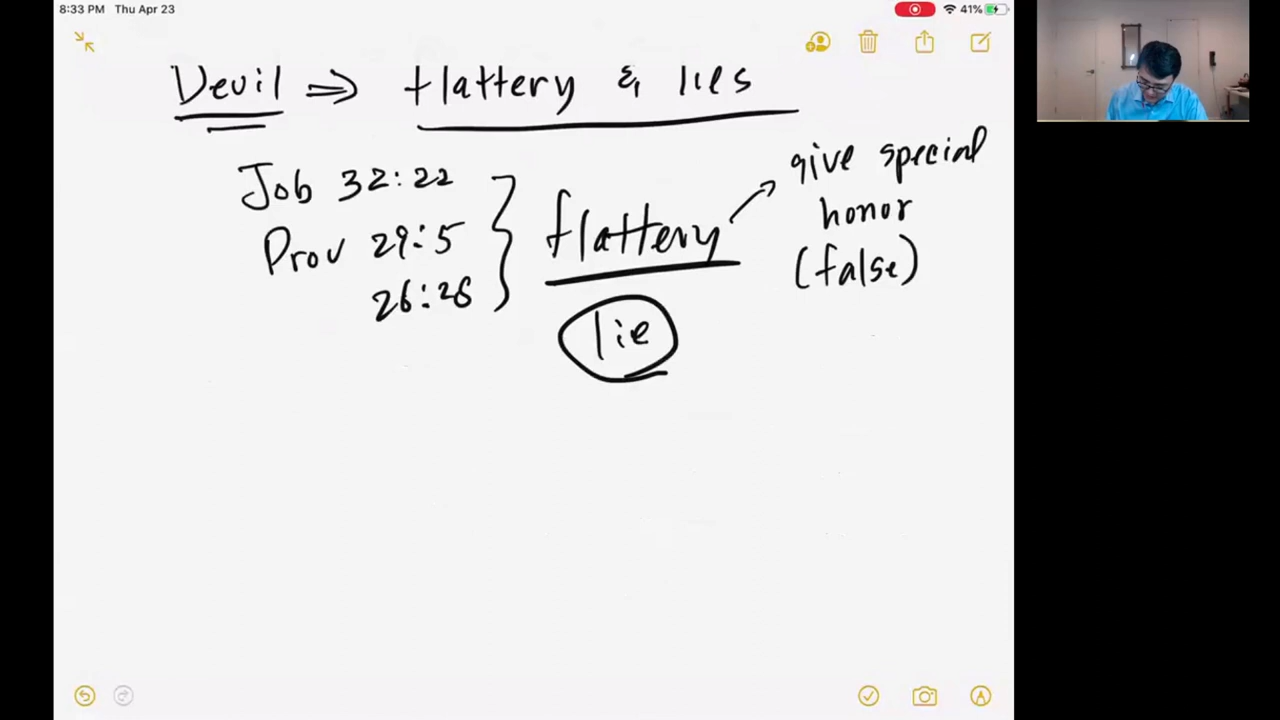 8:33 PM Thu Apr 23
41%
Devil ⇒ flattery & lies
Job 32:22
Prov 29:5
26:28
flattery
give special
honor
(false)
lie